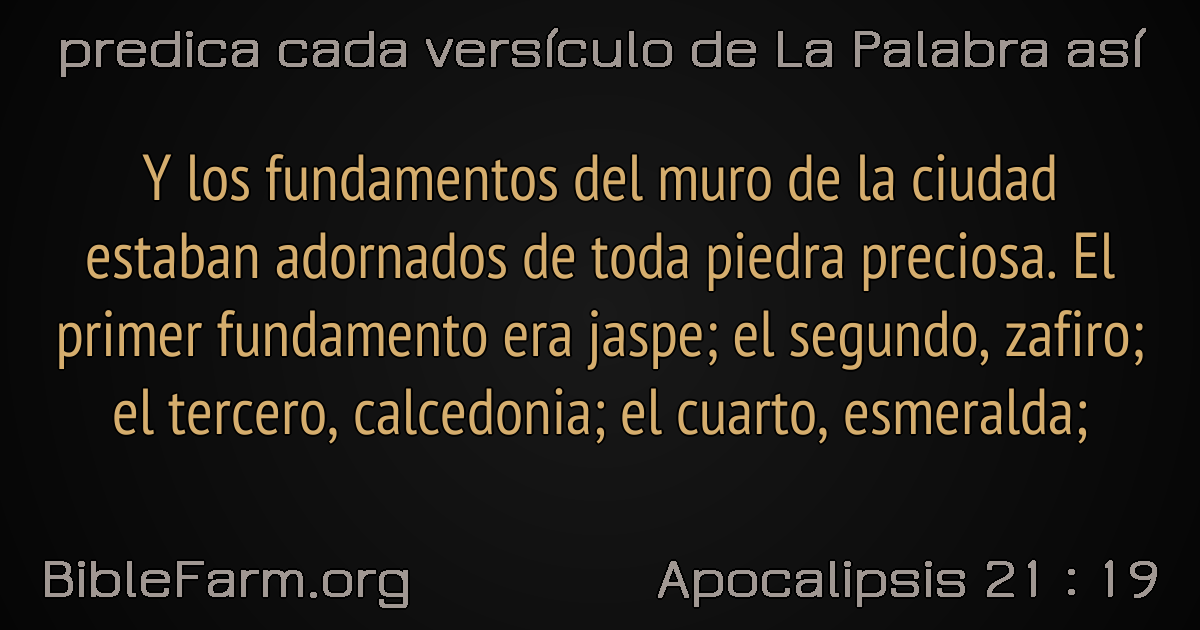 predica cada versículo de La Palabra así
Y los fundamentos del muro de la ciudad
estaban adornados de toda piedra preciosa. El
primer fundamento era jaspe; el segundo, zafiro;
el tercero, calcedonia; el cuarto, esmeralda;
BibleFarm.org
Apocalipsis 21 : 19